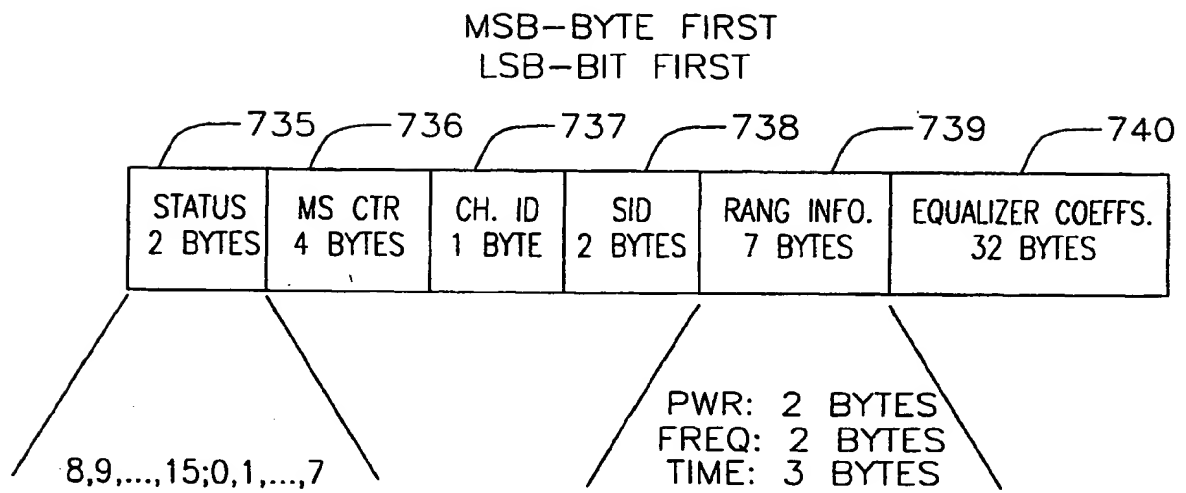 MSB-BYTE FIRST
LSB-BIT FIRST
735 736 737 738 739 740
STATUS MS CTR CH. ID SID RANG INFO. EQUALIZER COEFFS.
2 BYTES 4 BYTES 1 BYTE 2 BYTES 7 BYTES 32 BYTES
PWR: 2 BYTES
FREQ: 2 BYTES
8,9,...,15;0,1,...,7 TIME: 3 BYTES